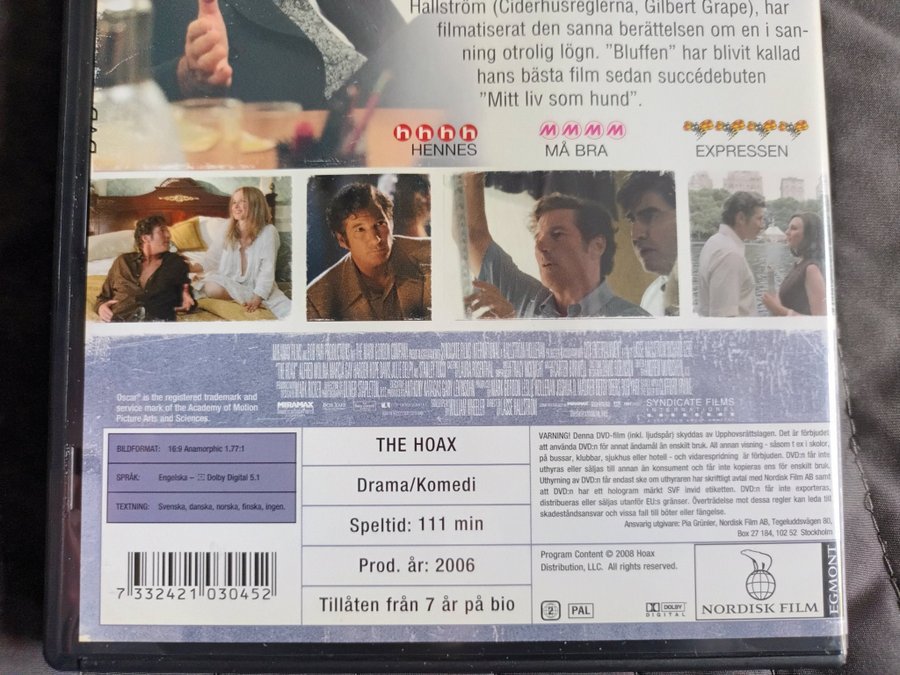 Hallström (Ciderhusreglerna, Gilbert Grape), har
filmatiserat den sanna berättelsen om en i san-
ning otrolig lögn. "Bluffen" har blivit kallad
hans bästa film sedan succédebuten
"Mitt liv som hund".
DVD
hhhh
HENNES
MMMM
MÅ BRA
EXPRESSEN
MIRAMAX
SYNDICATE FILMS
INTERNATIONAL
Oscar® is the registered trademark and
service mark of the Academy of Motion
Picture Arts and Sciences.
BILDFORMAT: 16:9 Anamorphic 1.77:1
SPRÅK: Engelska – Dolby Digital 5.1
TEXTNING: Svenska, danska, norska, finska, ingen.
7 332421 030452
THE HOAX
Drama/Komedi
Speltid: 111 min
Prod. år: 2006
Tillåten från 7 år på bio
VARNING! Denna DVD-film (inkl. ljudspår) skyddas av Upphovsrättslagen. Det är förbjudet
att använda DVD:n för annat ändamål än enskilt bruk. All annan visning - såsom t ex i skolor,
på bussar, klubbar, sjukhus eller hotell - och vidarespridning är förbjuden. DVD:n får inte
uthyras eller säljas till annan än konsument och får inte kopieras ens för enskilt bruk.
Uthyrning av DVD:n får endast ske om uthyraren har skriftligt avtal med Nordisk Film AB samt
att DVD:n har ett hologram märkt SVF invid etiketten. DVD:n får inte exporteras,
distribueras eller säljas utanför EU:s gränser. Överträdelse mot dessa regler kan leda till
skadeståndsansvar och vissa fall till böter eller fängelse.
Ansvarig utgivare: Pia Grünler, Nordisk Film AB, Tegeluddsvägen 80,
Box 27 184, 102 52 Stockholm
Program Content © 2008 Hoax
Distribution, LLC. All rights reserved.
2
PAL
DOLBY
DIGITAL
NORDISK FILM
EGMONT